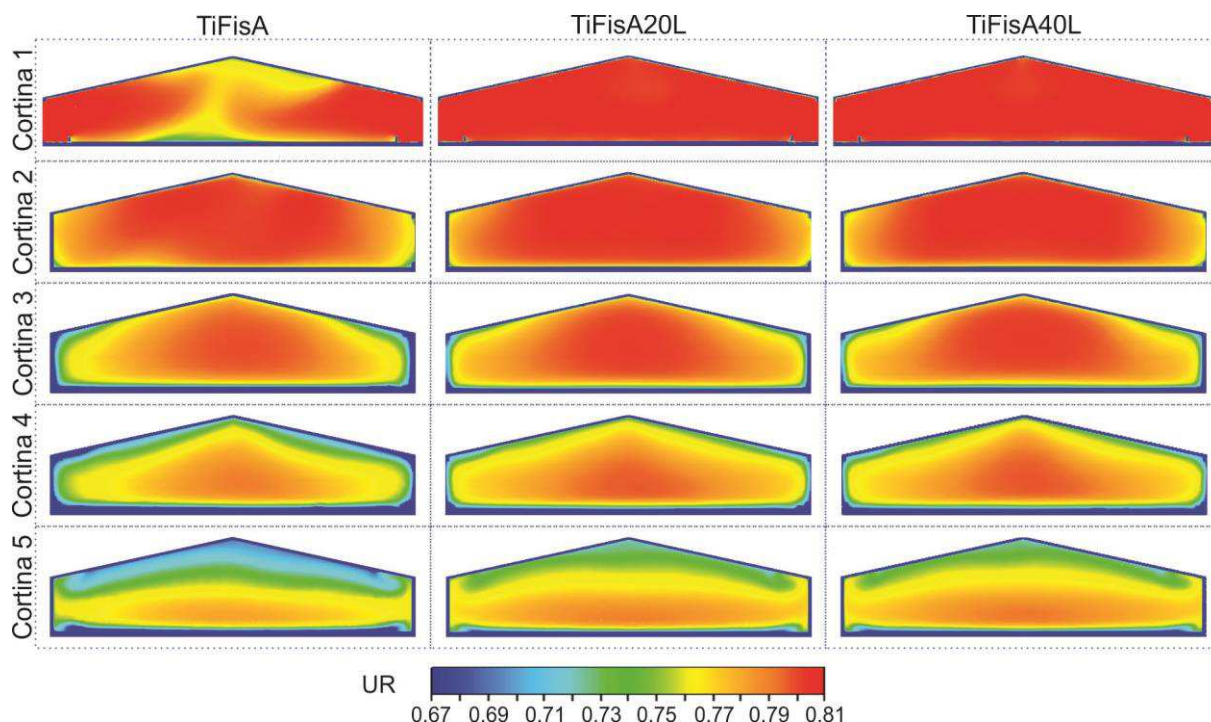 TiFisA TiFisA20L TiFisA40L
Cortina 1
Cortina 2
Cortina 3
Cortina 4
Cortina 5
UR
0.67 0.69 0.71 0.73 0.75 0.77 0.79 0.81